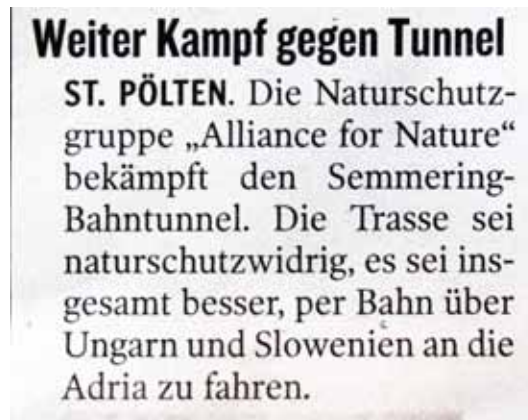 Weiter Kampf gegen Tunnel
ST. PÖLTEN. Die Naturschutz-
gruppe „Alliance for Nature“
bekämpft den Semmering-
Bahntunnel. Die Trasse sei
naturschutzwidrig, es sei ins-
gesamt besser, per Bahn über
Ungarn und Slowenien an die
Adria zu fahren.